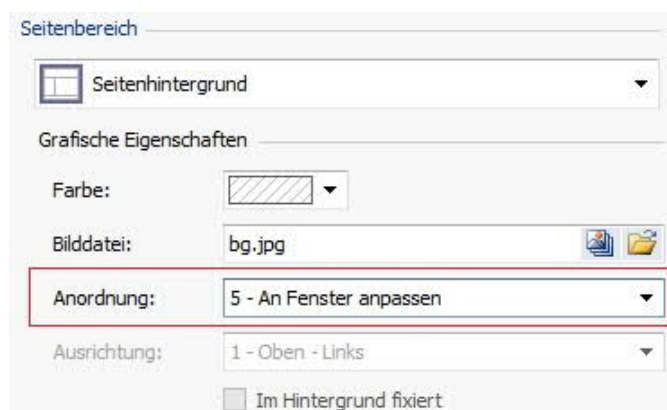 Seitenbereich
Seitenhintergrund
Grafische Eigenschaften
Farbe:
Bilddatei: bg.jpg
Anordnung: 5 - An Fenster anpassen
Ausrichtung: 1 - Oben - Links
Im Hintergrund fixiert